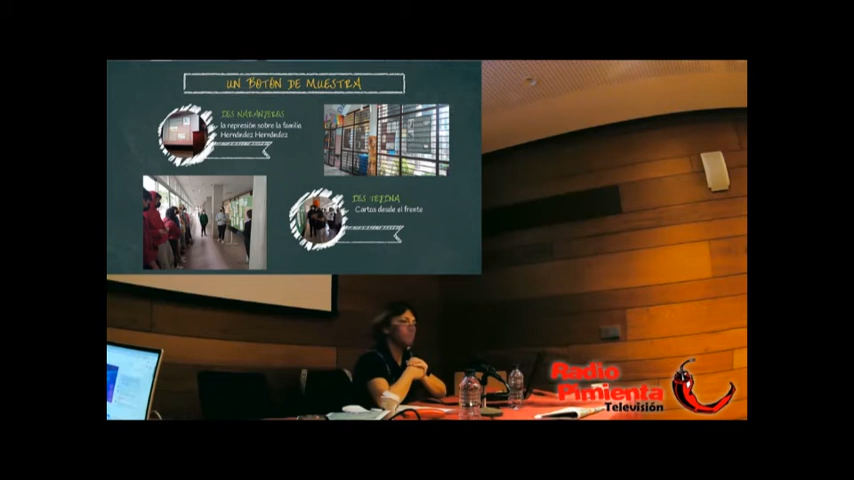 UN BOTÓN DE MUESTRA
IES NARANJEROS
la represión sobre la familia
Hernández Hernández
IES TEJINA
Cartas desde el frente
Radio
Pimienta
Televisión